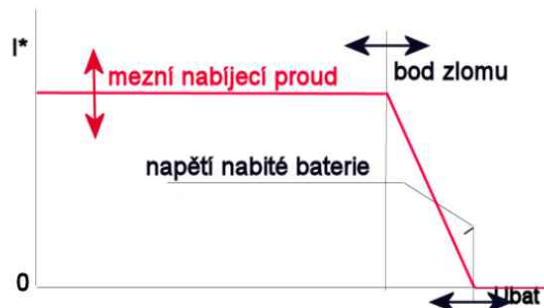 I*
mezní nabíjecí proud
bod zlomu
napětí nabité baterie
0
Ubat